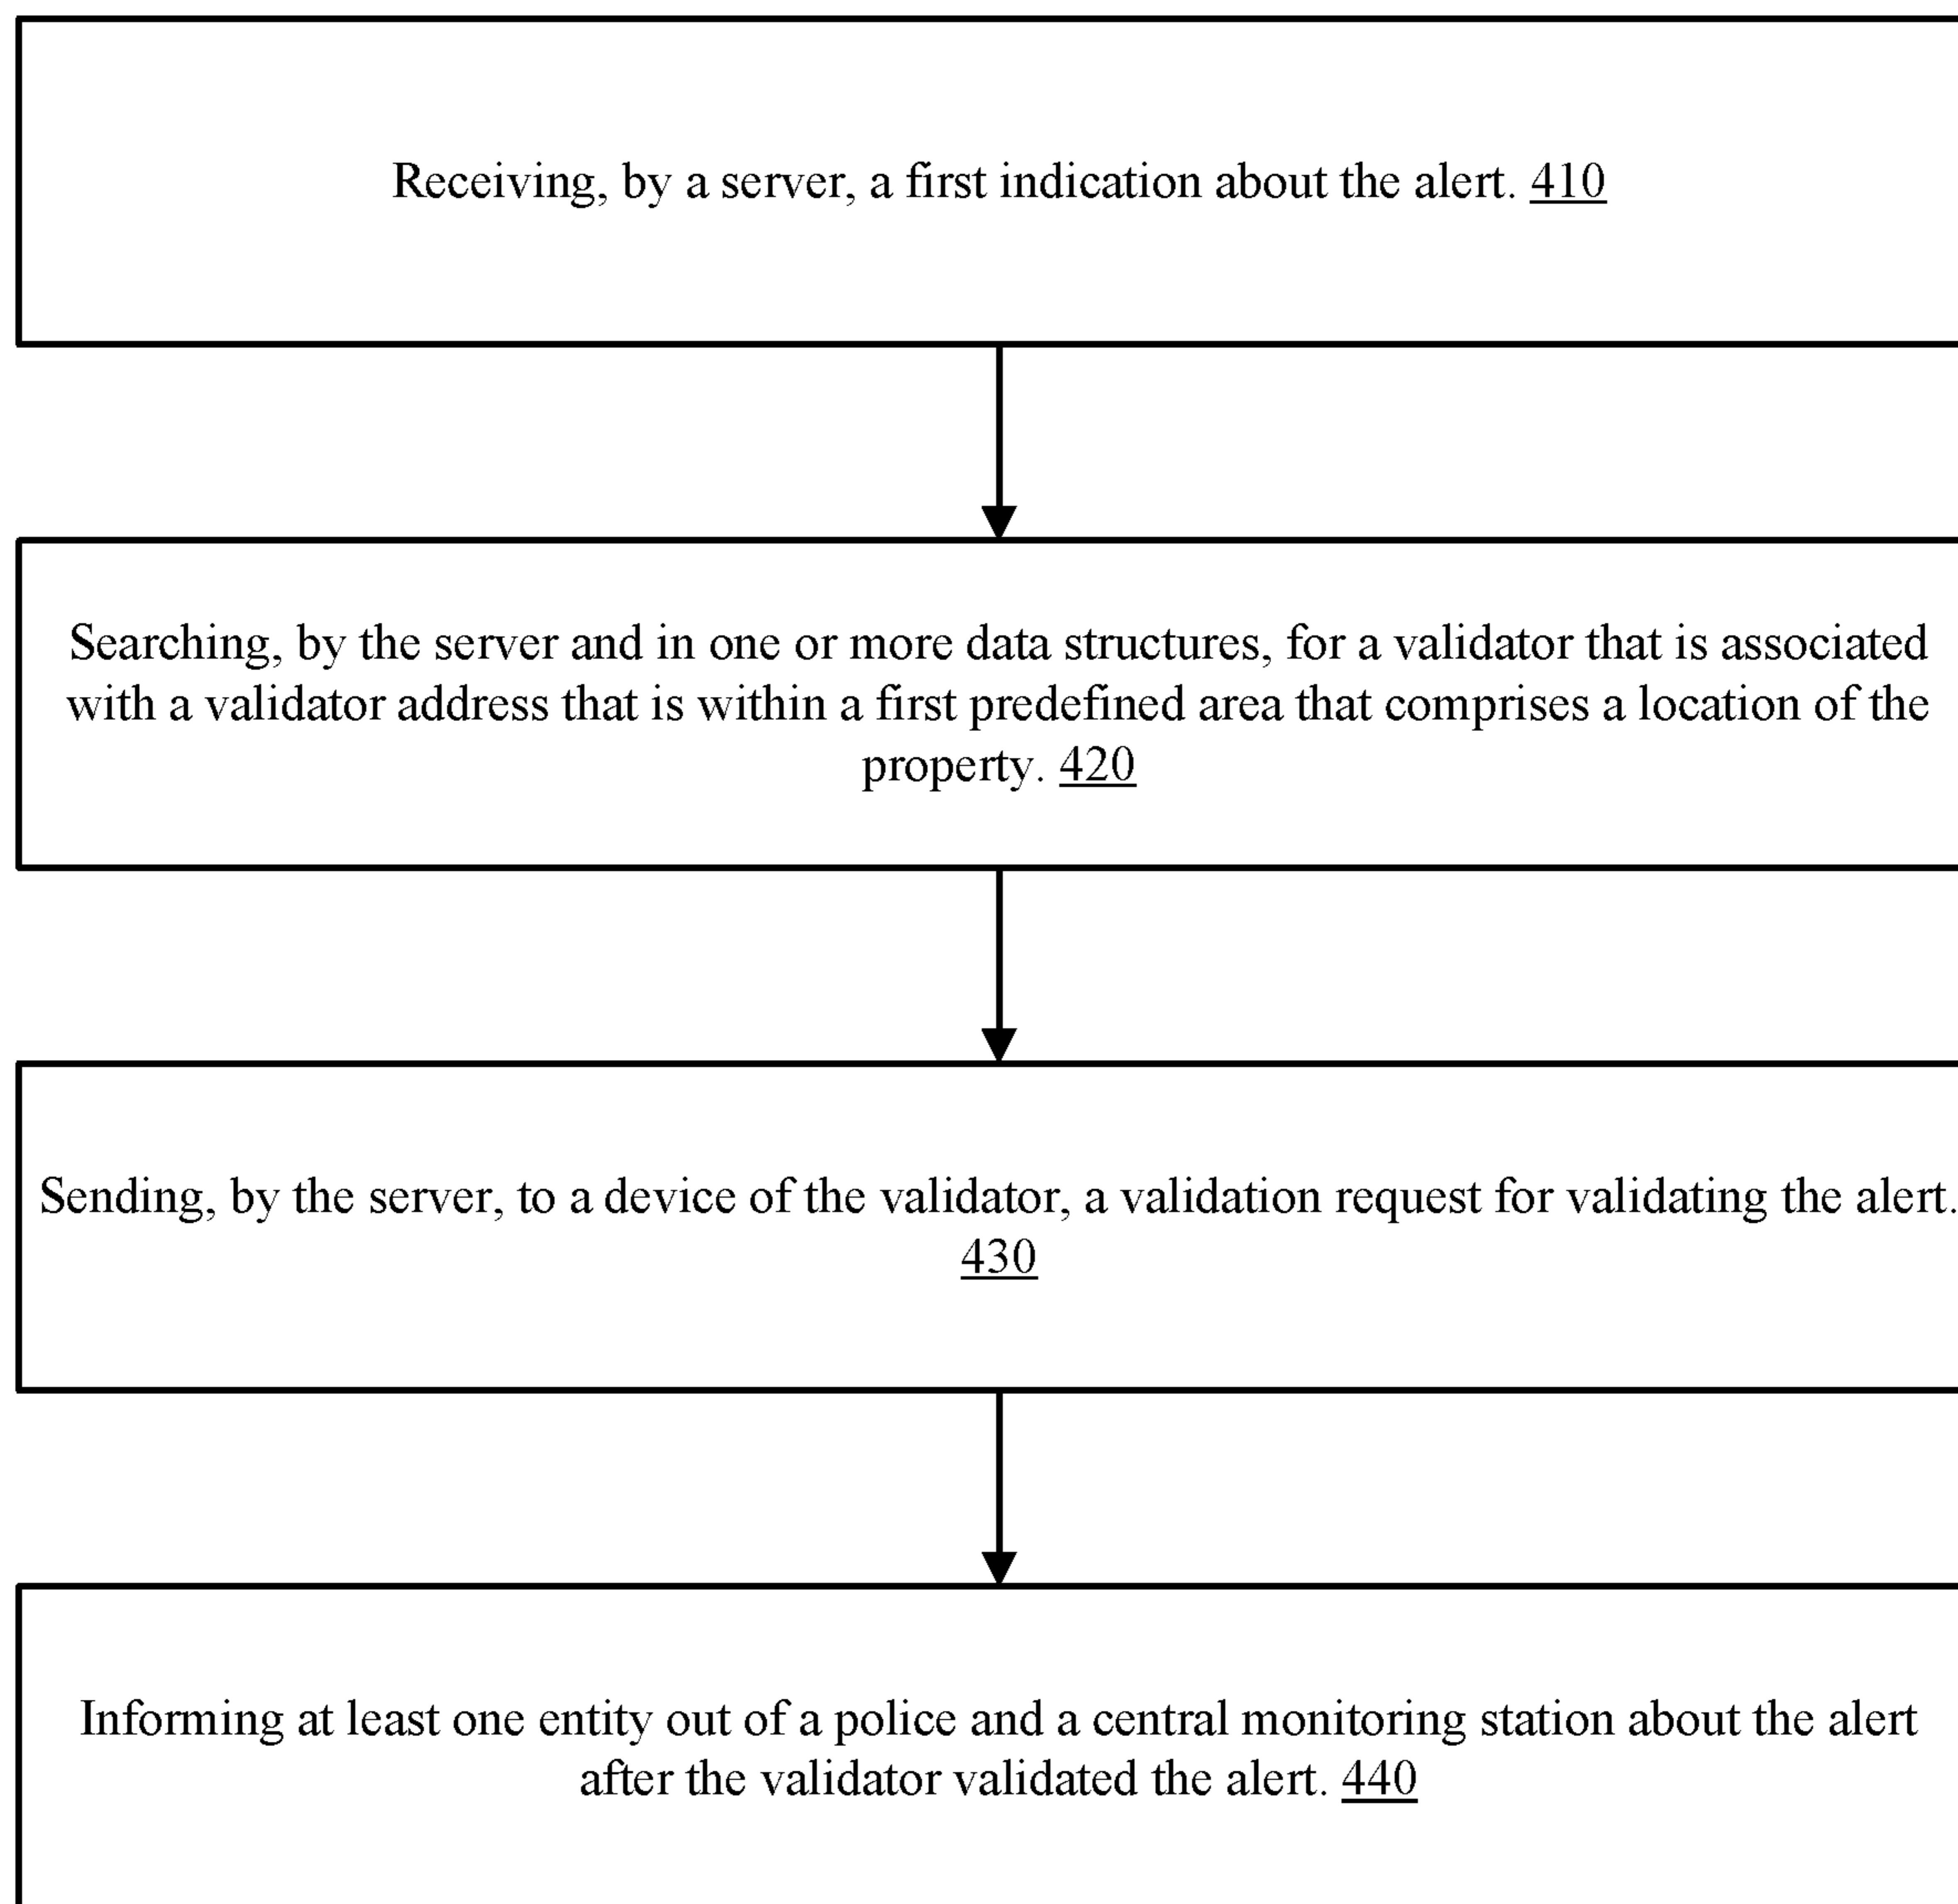 Receiving, by a server, a first indication about the alert. 410
Searching, by the server and in one or more data structures, for a validator that is associated
with a validator address that is within a first predefined area that comprises a location of the
property. 420
Sending, by the server, to a device of the validator, a validation request for validating the alert.
430
Informing at least one entity out of a police and a central monitoring station about the alert
after the validator validated the alert. 440